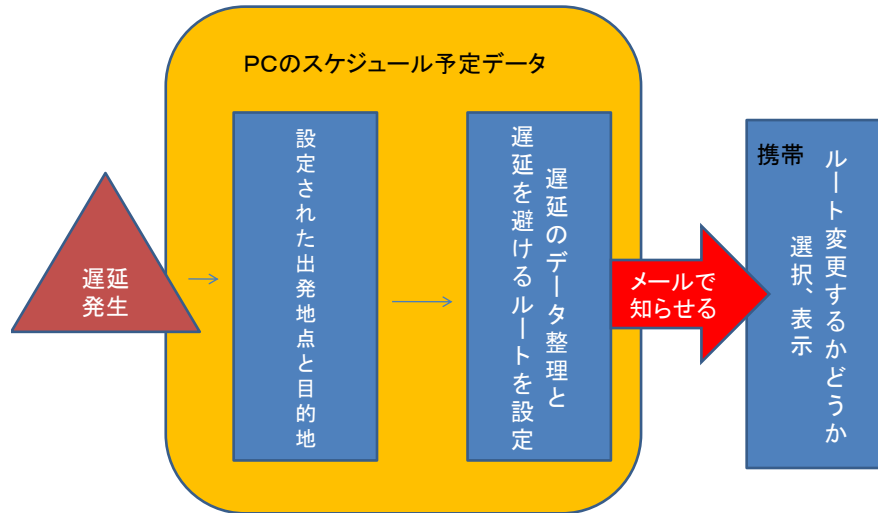 PCのスケジュール予定データ
遅延
発生
設定された出発地点と目的地
遅延のデータ整理と
遅延を避けるルートを設定
メールで
知らせる
携帯
ルート変更するかどうか
選択、表示